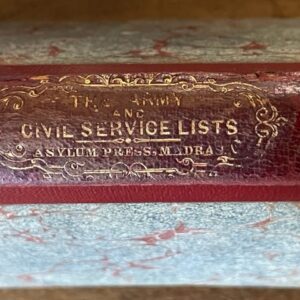 THE ARMY
AND
CIVIL SERVICE LISTS
ASYLUM PRESS, MADRAS